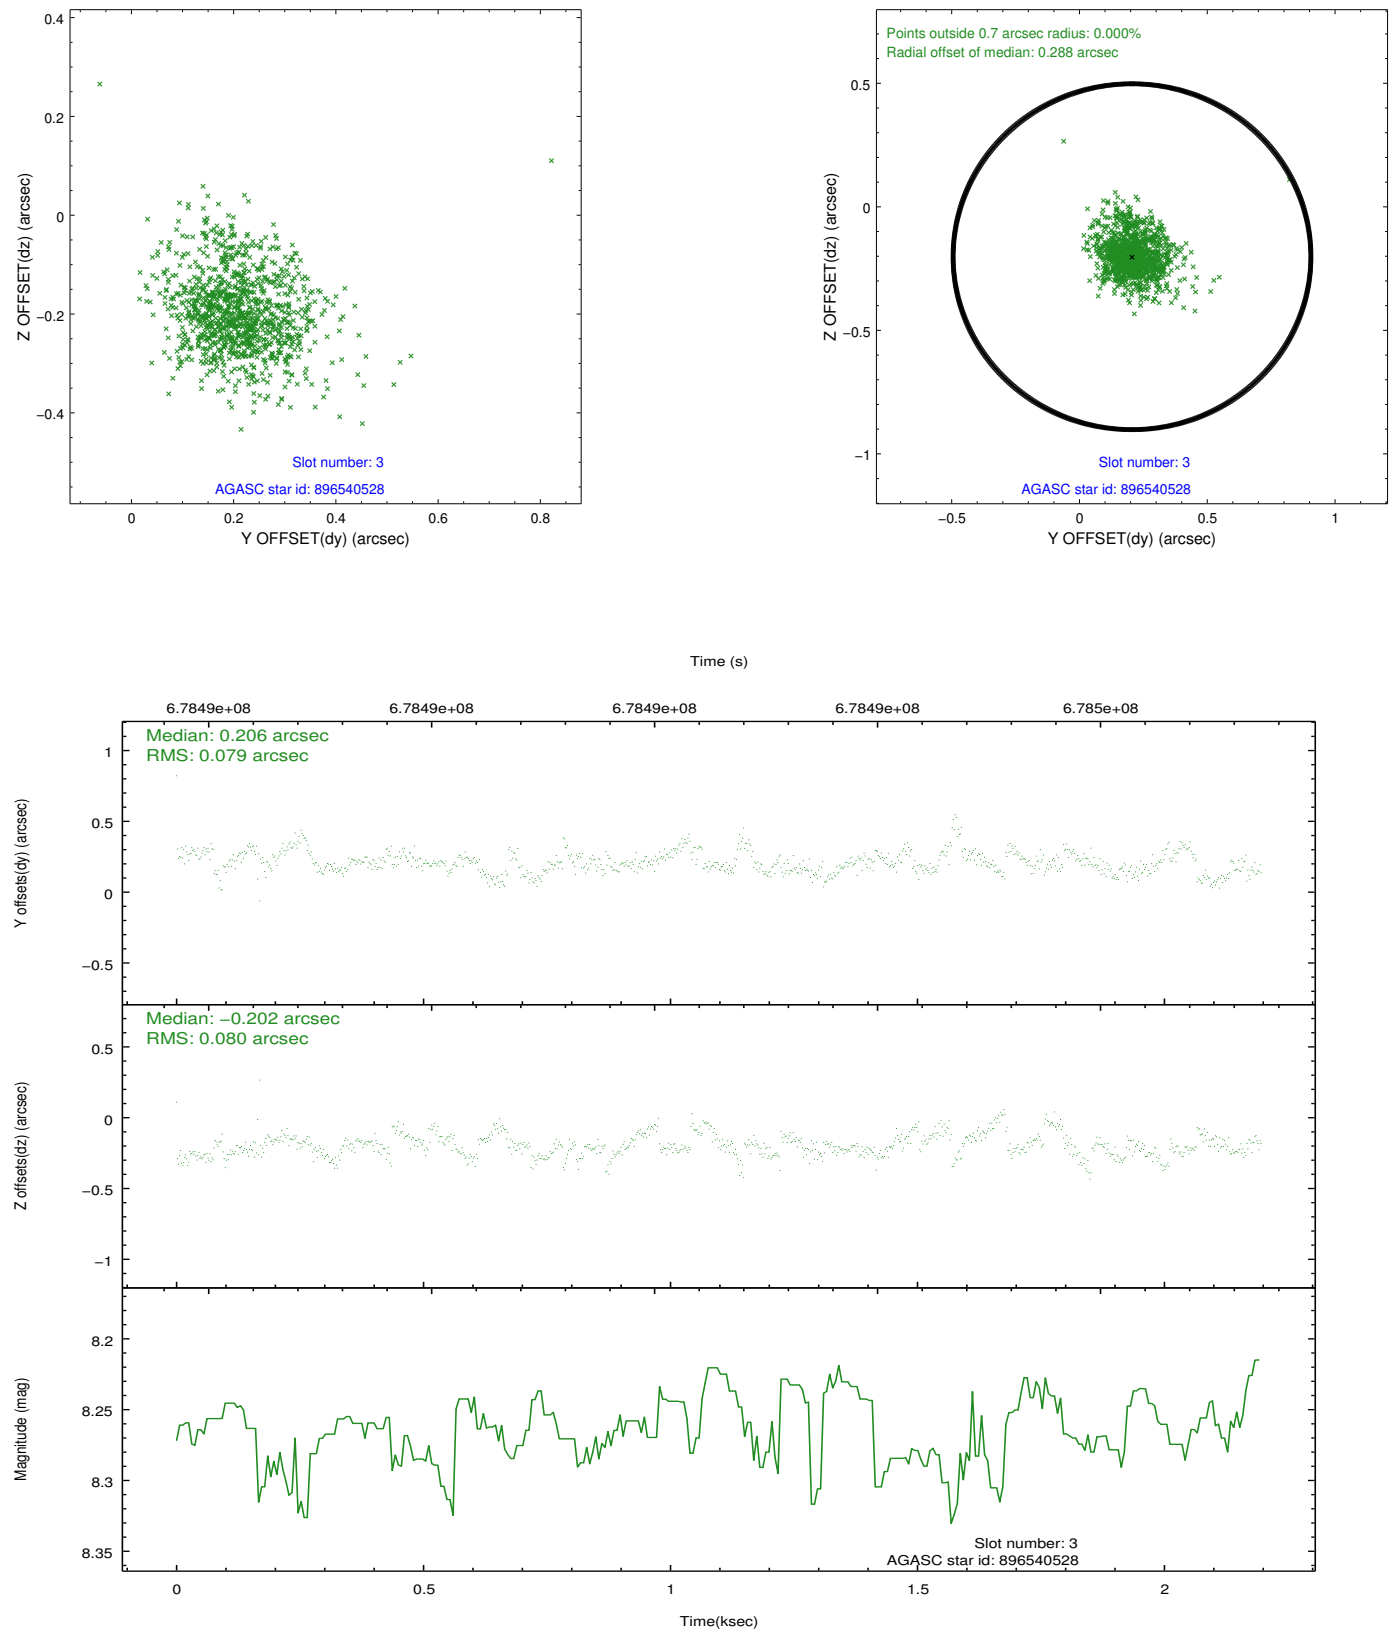 0.4
0.2
0
−0.2
−0.4
Z OFFSET(dz) (arcsec)
Slot number: 3
AGASC star id: 896540528
0 0.2 0.4 0.6 0.8
Y OFFSET(dy) (arcsec)
Points outside 0.7 arcsec radius: 0.000%
Radial offset of median: 0.288 arcsec
0.5
0
−0.5
−1
Z OFFSET(dz) (arcsec)
Slot number: 3
AGASC star id: 896540528
−0.5 0 0.5 1
Y OFFSET(dy) (arcsec)
Time (s)
6.7849e+08 6.7849e+08 6.7849e+08 6.7849e+08 6.785e+08
Median: 0.206 arcsec
RMS: 0.079 arcsec
1
0.5
0
−0.5
Y offsets(dy) (arcsec)
Median: −0.202 arcsec
RMS: 0.080 arcsec
0.5
0
−0.5
−1
Z offsets(dz) (arcsec)
8.2
8.25
8.3
8.35
Magnitude (mag)
Slot number: 3
AGASC star id: 896540528
0 0.5 1 1.5 2
Time(ksec)